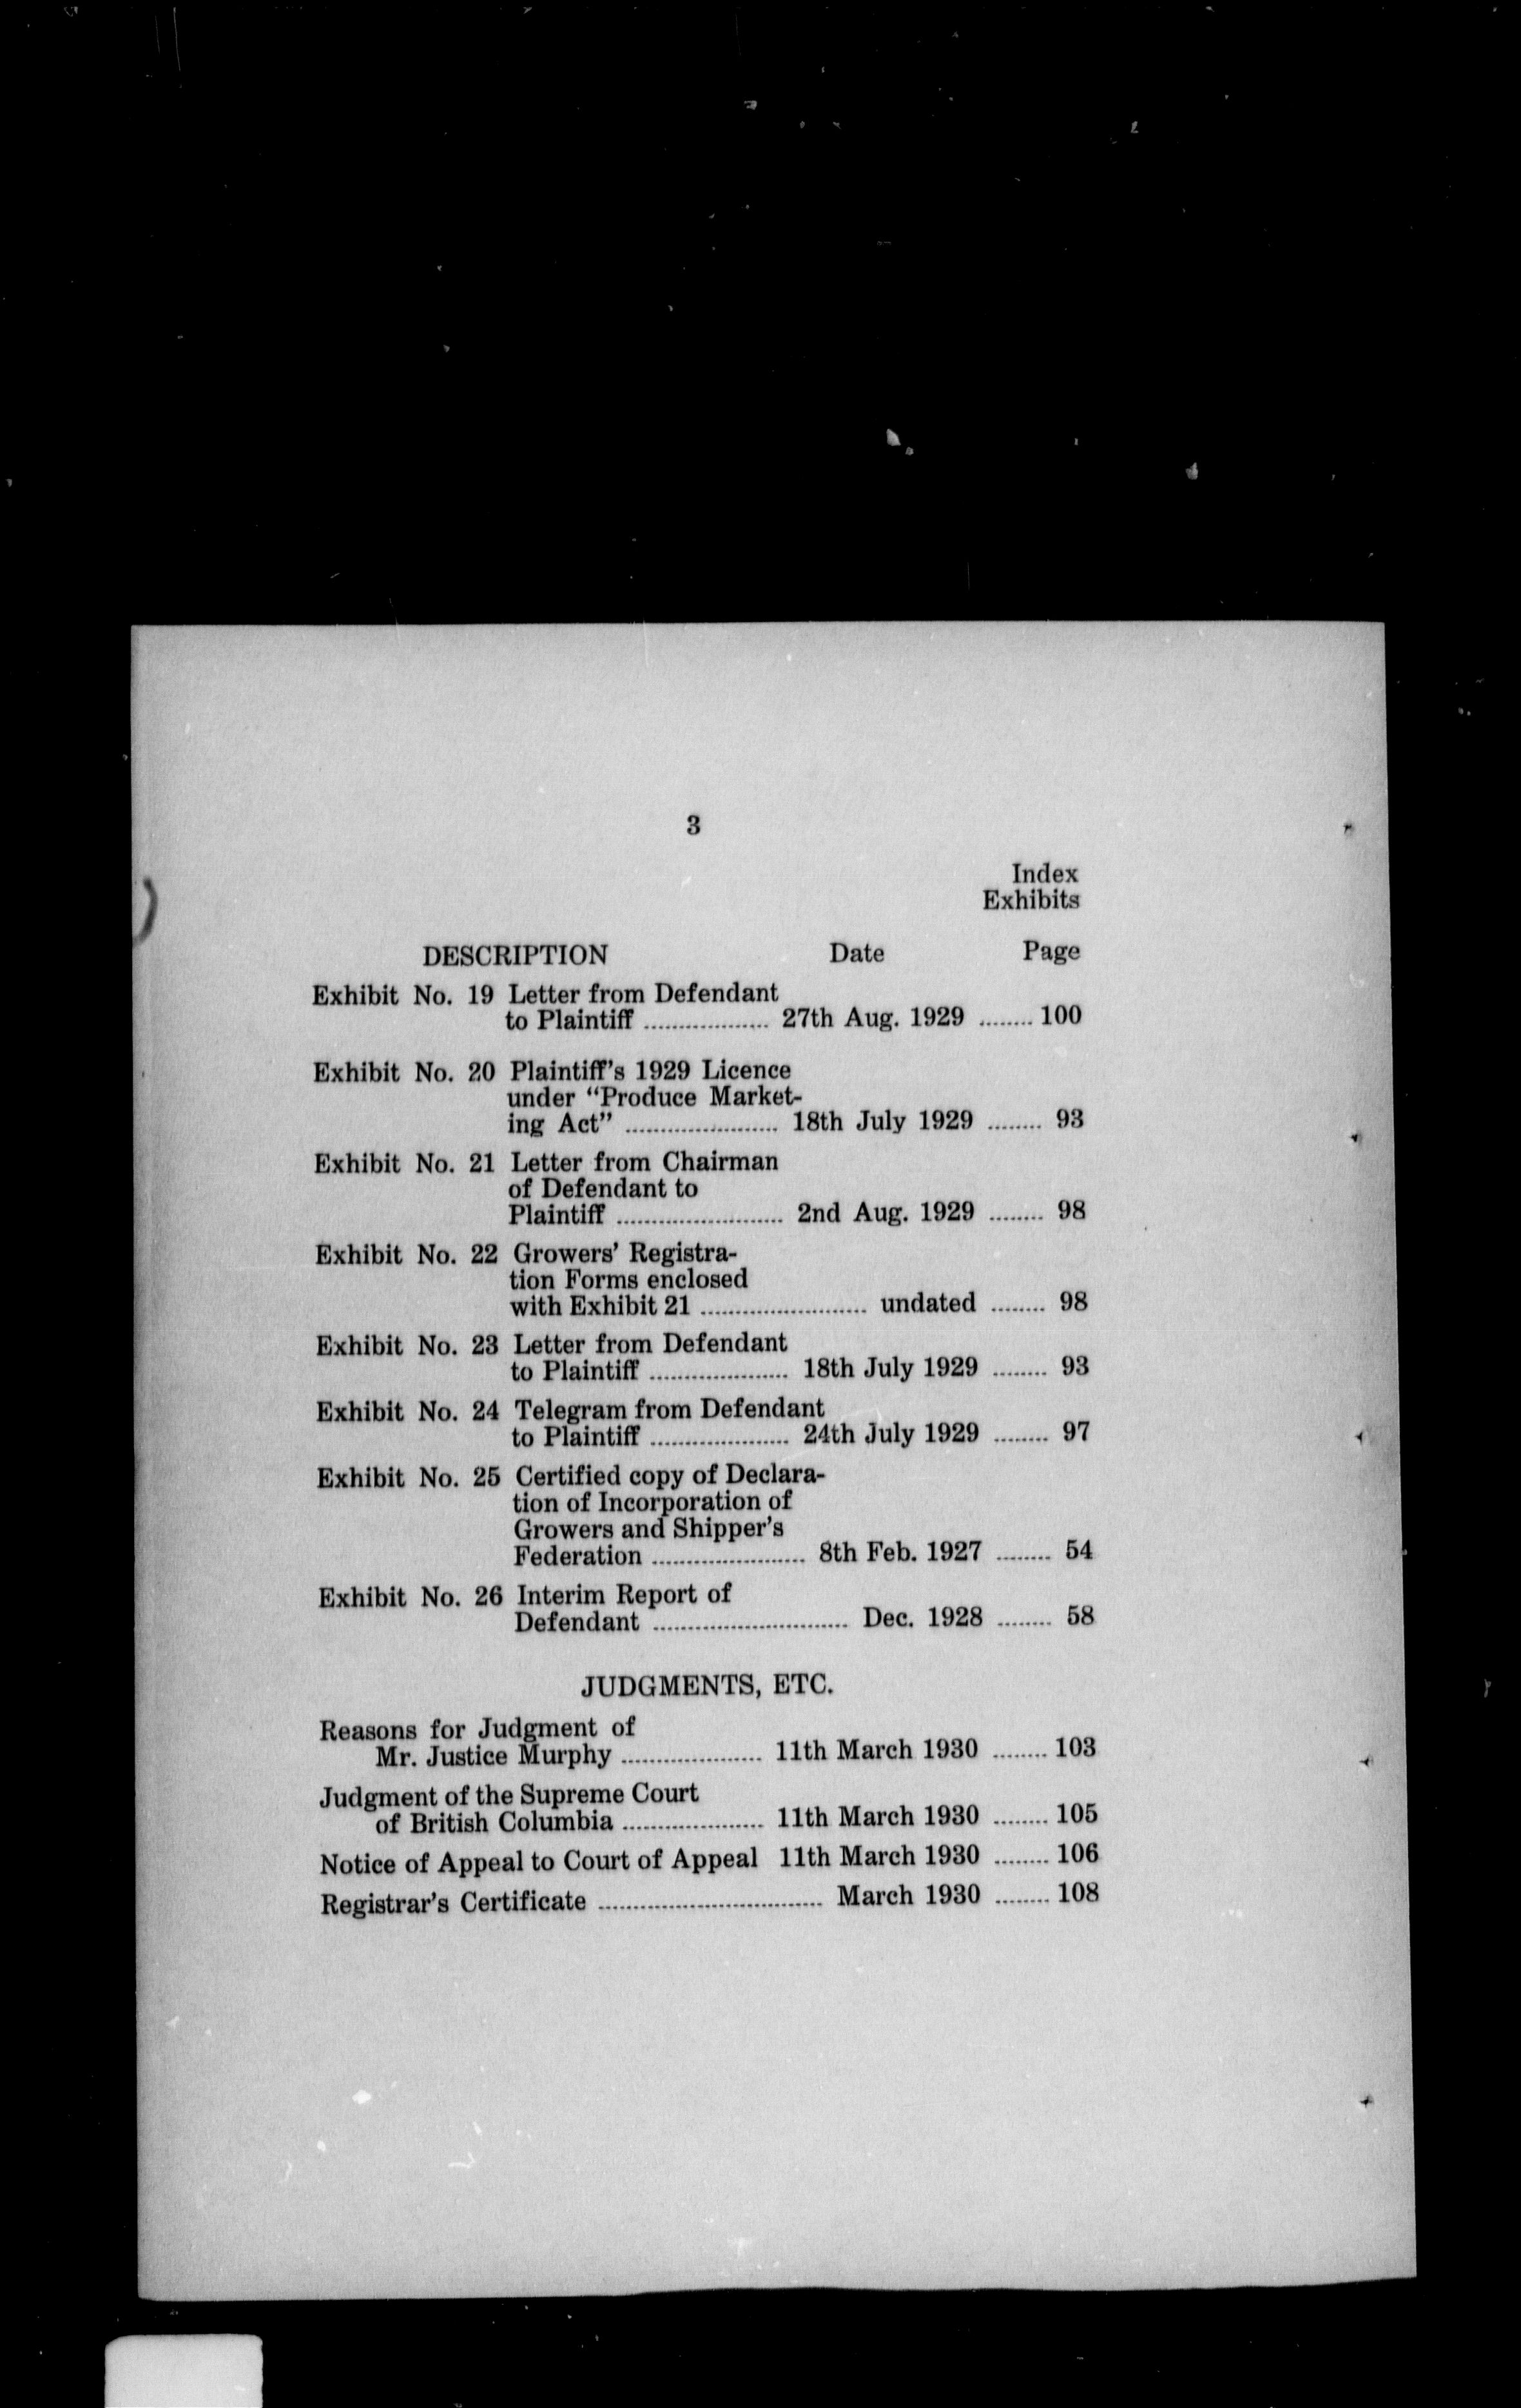 3
Index
Exhibits
DESCRIPTION Date Page
Exhibit No. 19 Letter from Defendant
to Plaintiff .................. 27th Aug. 1929 ........ 100
Exhibit No. 20 Plaintiff's 1929 Licence
under "Produce Market-
ing Act" ...................... 18th July 1929 ........ 93
Exhibit No. 21 Letter from Chairman
of Defendant to
Plaintiff ........................ 2nd Aug. 1929 ........ 98
Exhibit No. 22 Growers' Registra-
tion Forms enclosed
with Exhibit 21 ........................ undated ........ 98
Exhibit No. 23 Letter from Defendant
to Plaintiff .................... 18th July 1929 ........ 93
Exhibit No. 24 Telegram from Defendant
to Plaintiff .................... 24th July 1929 ........ 97
Exhibit No. 25 Certified copy of Declara-
tion of Incorporation of
Growers and Shipper's
Federation ...................... 8th Feb. 1927 ........ 54
Exhibit No. 26 Interim Report of
Defendant ............................ Dec. 1928 ........ 58
JUDGMENTS, ETC.
Reasons for Judgment of
Mr. Justice Murphy .................... 11th March 1930 ........ 103
Judgment of the Supreme Court
of British Columbia .................... 11th March 1930 ........ 105
Notice of Appeal to Court of Appeal 11th March 1930 ........ 106
Registrar's Certificate ................................ March 1930 ........ 108